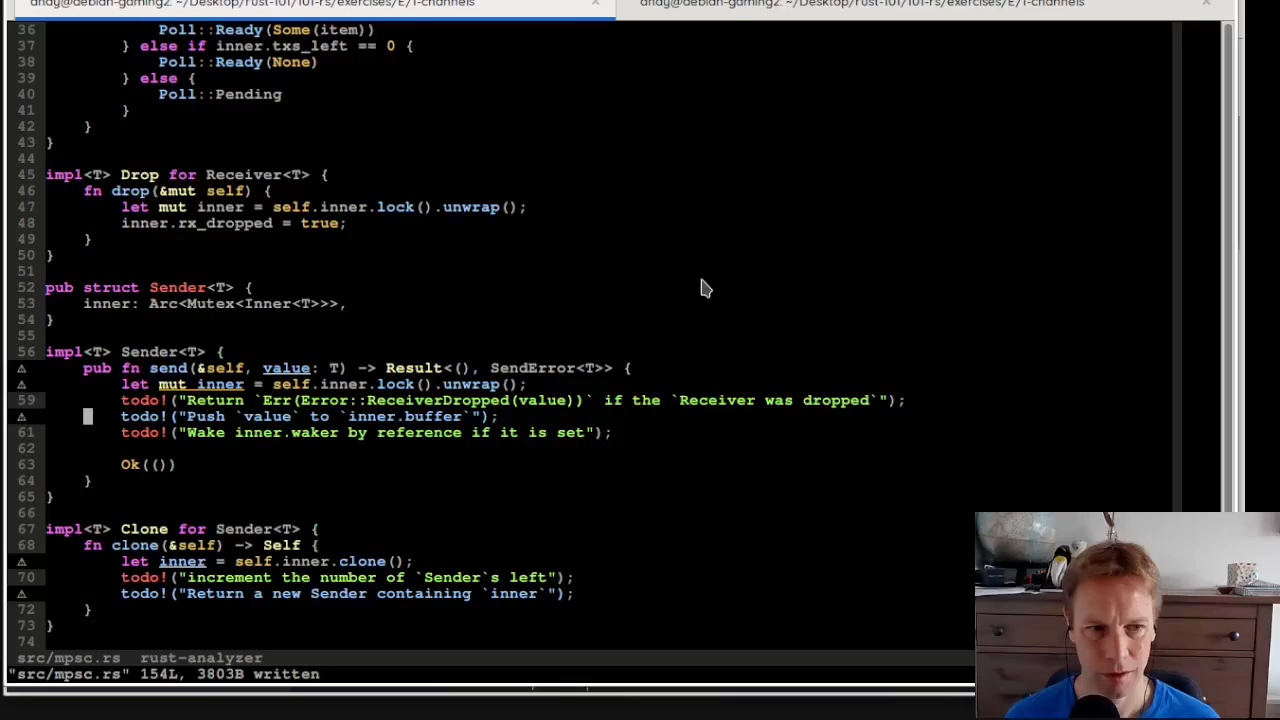 andy@debian-gaming2: ~/Desktop/rust-101/101-rs/exercises/E/1-channels × andy@debian-gaming2: ~/Desktop/rust-101/101-rs/exercises/E/1-channels ×
36 Poll::Ready(Some(item))
37 } else if inner.txs_left == 0 {
38 Poll::Ready(None)
39 } else {
40 Poll::Pending
41 }
42 }
43 }
44
45 impl<T> Drop for Receiver<T> {
46 fn drop(&mut self) {
47 let mut inner = self.inner.lock().unwrap();
48 inner.rx_dropped = true;
49 }
50 }
51
52 pub struct Sender<T> {
53 inner: Arc<Mutex<Inner<T>>>,
54 }
55
56 impl<T> Sender<T> {
⚠ pub fn send(&self, value: T) -> Result<(), SendError<T>> {
⚠ let mut inner = self.inner.lock().unwrap();
59 todo!("Return `Err(Error::ReceiverDropped(value))` if the `Receiver was dropped`");
⚠ todo!("Push `value` to `inner.buffer`");
61 todo!("Wake inner.waker by reference if it is set");
62
63 Ok(())
64 }
65 }
66
67 impl<T> Clone for Sender<T> {
68 fn clone(&self) -> Self {
⚠ let inner = self.inner.clone();
70 todo!("increment the number of `Sender`s left");
⚠ todo!("Return a new Sender containing `inner`");
72 }
73 }
74
src/mpsc.rs rust-analyzer
"src/mpsc.rs" 154L, 3803B written